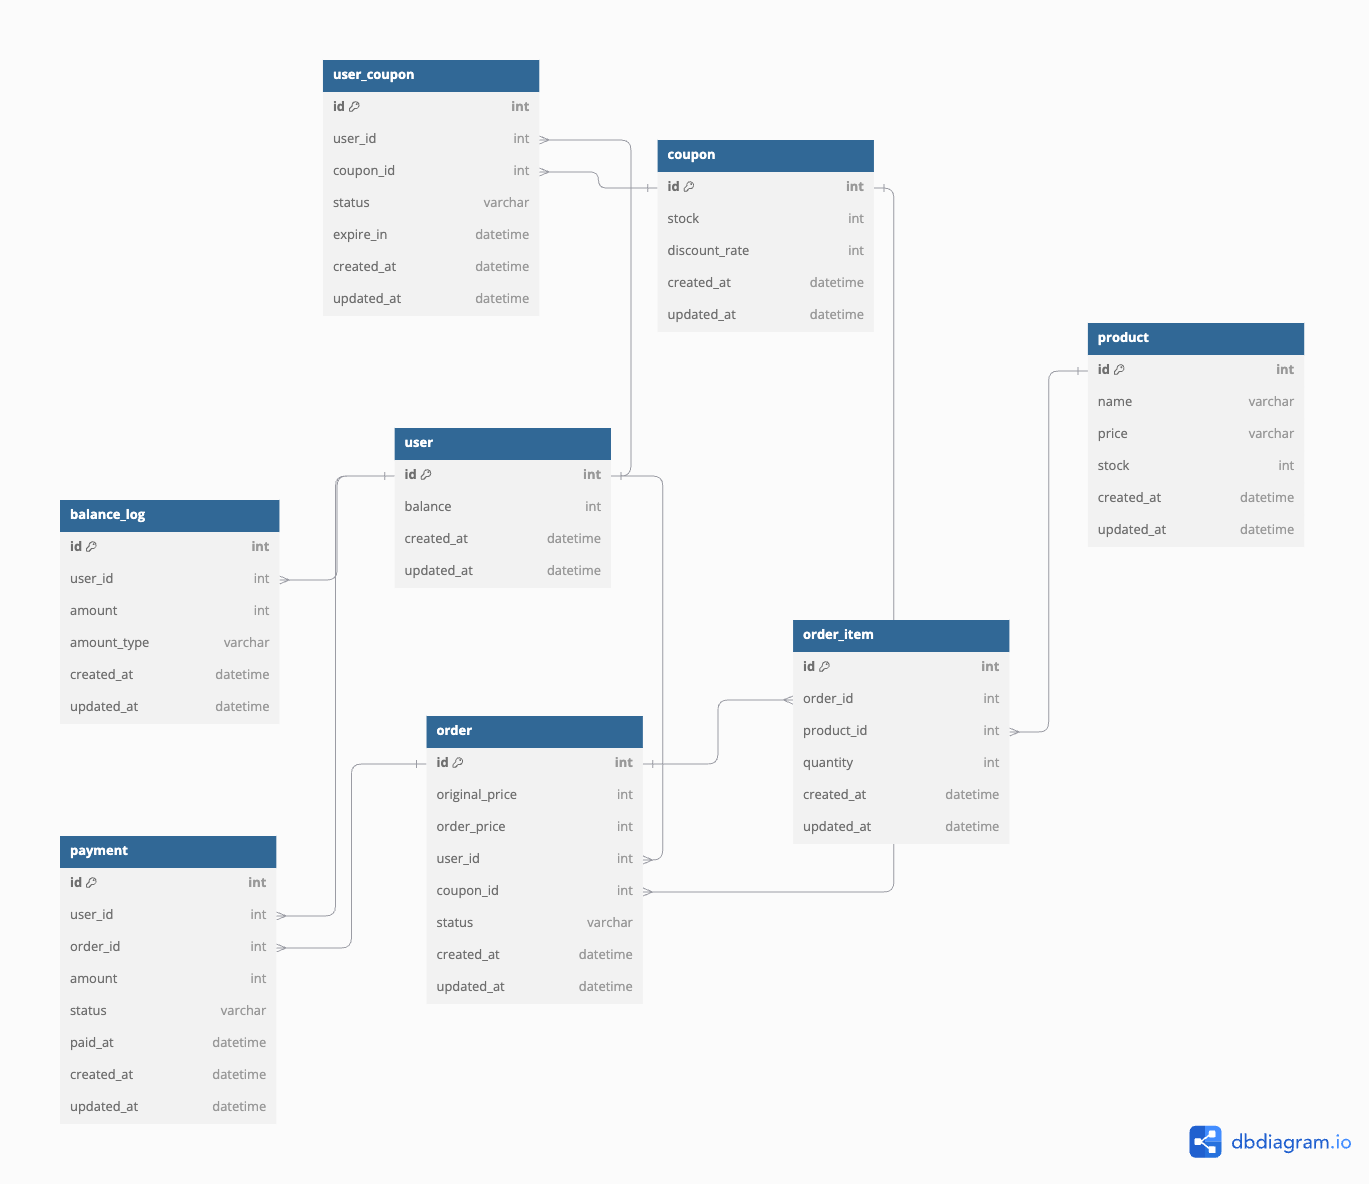 user_coupon
id int
user_id int
coupon_id int
status varchar
expire_in datetime
created_at datetime
updated_at datetime
coupon
id int
stock int
discount_rate int
created_at datetime
updated_at datetime
product
id int
name varchar
price varchar
stock int
created_at datetime
updated_at datetime
user
id int
balance int
created_at datetime
updated_at datetime
balance_log
id int
user_id int
amount int
amount_type varchar
created_at datetime
updated_at datetime
order_item
id int
order_id int
product_id int
quantity int
created_at datetime
updated_at datetime
order
id int
original_price int
order_price int
user_id int
coupon_id int
status varchar
created_at datetime
updated_at datetime
payment
id int
user_id int
order_id int
amount int
status varchar
paid_at datetime
created_at datetime
updated_at datetime
dbdiagram.io